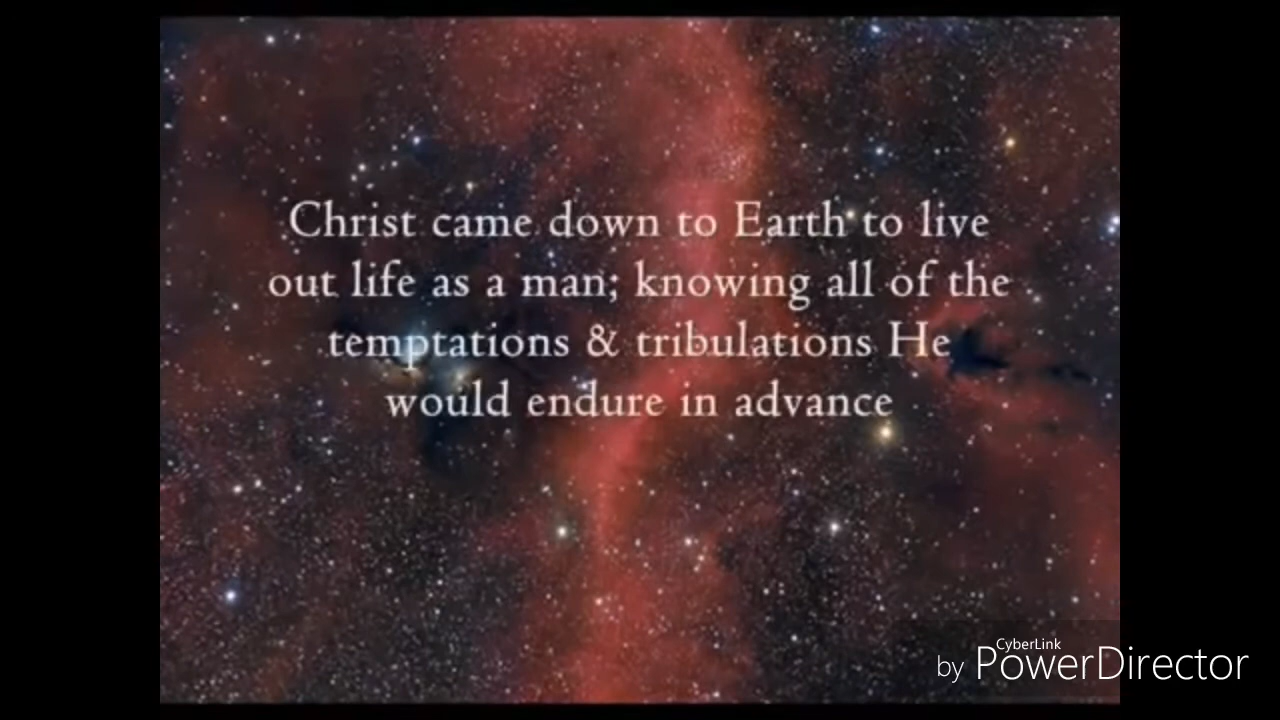 Christ came down to Earth to live
out life as a man; knowing all of the
temptations & tribulations He
would endure in advance
CyberLink
by PowerDirector